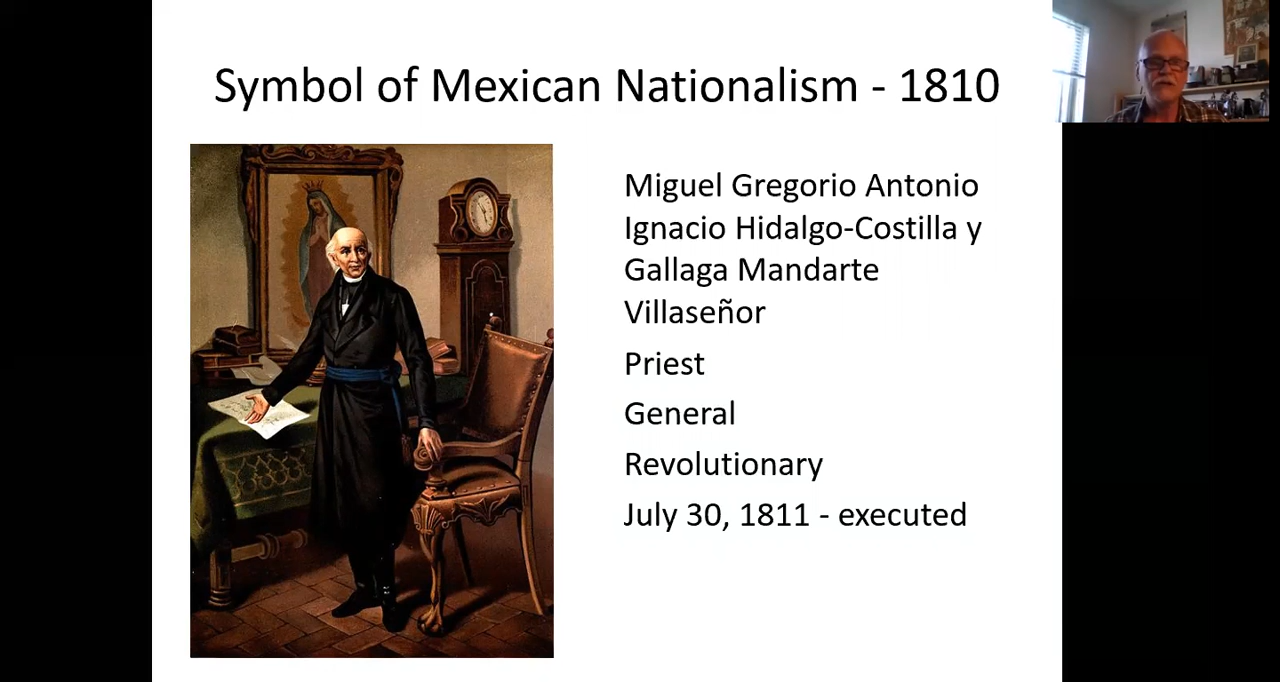 Symbol of Mexican Nationalism - 1810
Miguel Gregorio Antonio
Ignacio Hidalgo-Costilla y
Gallaga Mandarte
Villaseñor
Priest
General
Revolutionary
July 30, 1811 - executed